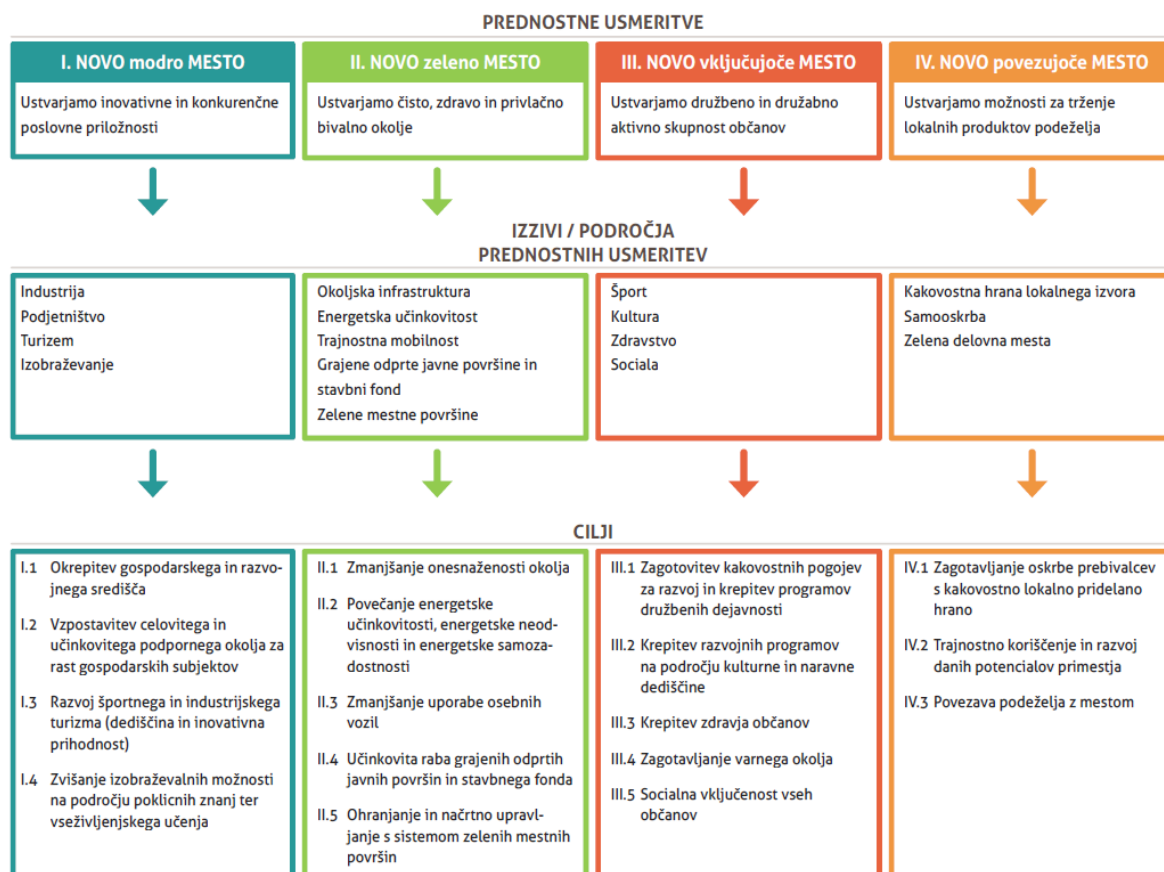 PREDNOSTNE USMERITVE
I. NOVO modro MESTO
Ustvarjamo inovativne in konkurenčne
poslovne priložnosti
II. NOVO zeleno MESTO
Ustvarjamo čisto, zdravo in privlačno
bivalno okolje
III. NOVO vključujoče MESTO
Ustvarjamo družbeno in družabno
aktivno skupnost občanov
IV. NOVO povezujoče MESTO
Ustvarjamo možnosti za trženje
lokalnih produktov podeželja
IZZIVI / PODROČJA
PREDNOSTNIH USMERITEV
Industrija
Podjetništvo
Turizem
Izobraževanje
Okoljska infrastruktura
Energetska učinkovitost
Trajnostna mobilnost
Grajene odprte javne površine in
stavbni fond
Zelene mestne površine
Šport
Kultura
Zdravstvo
Sociala
Kakovostna hrana lokalnega izvora
Samooskrba
Zelena delovna mesta
CILJI
I.1 Okrepitev gospodarskega in razvo-
jnega središča
I.2 Vzpostavitev celovitega in
učinkovitega podpornega okolja za
rast gospodarskih subjektov
I.3 Razvoj športnega in industrijskega
turizma (dediščina in inovativna
prihodnost)
I.4 Zvišanje izobraževalnih možnosti
na področju poklicnih znanj ter
vseživljenjskega učenja
II.1 Zmanjšanje onesnaženosti okolja
II.2 Povečanje energetske
učinkovitosti, energetske neod-
visnosti in energetske samoza-
dostnosti
II.3 Zmanjšanje uporabe osebnih
vozil
II.4 Učinkovita raba grajenih odprtih
javnih površin in stavbnega fonda
II.5 Ohranjanje in načrtno upravl-
janje s sistemom zelenih mestnih
površin
III.1 Zagotovitev kakovostnih pogojev
za razvoj in krepitev programov
družbenih dejavnosti
III.2 Krepitev razvojnih programov
na področju kulturne in naravne
dediščine
III.3 Krepitev zdravja občanov
III.4 Zagotavljanje varnega okolja
III.5 Socialna vključenost vseh
občanov
IV.1 Zagotavljanje oskrbe prebivalcev
s kakovostno lokalno pridelano
hrano
IV.2 Trajnostno koriščenje in razvoj
danih potencialov primestja
IV.3 Povezava podeželja z mestom